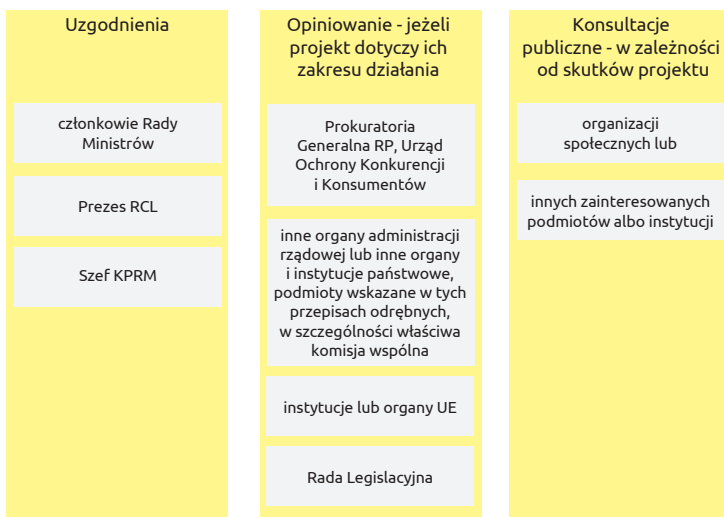 Uzgodnienia
członkowie Rady
Ministrów
Prezes RCL
Szef KPRM
Opiniowanie - jeżeli
projekt dotyczy ich
zakresu działania
Prokuratoria
Generalna RP, Urząd
Ochrony Konkurencji
i Konsumentów
inne organy administracji
rządowej lub inne organy
i instytucje państwowe,
podmioty wskazane w tych
przepisach odrębnych,
w szczególności właściwa
komisja wspólna
instytucje lub organy UE
Rada Legislacyjna
Konsultacje
publiczne - w zależności
od skutków projektu
organizacji
społecznych lub
innych zainteresowanych
podmiotów albo instytucji